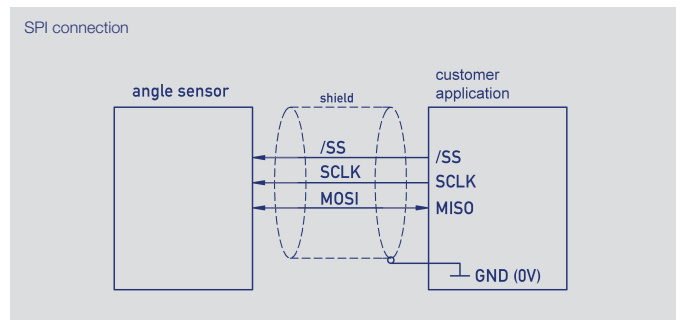 SPI connection
angle sensor
shield
customer
application
/SS
/SS
SCLK
SCLK
MOSI
MISO
GND (0V)